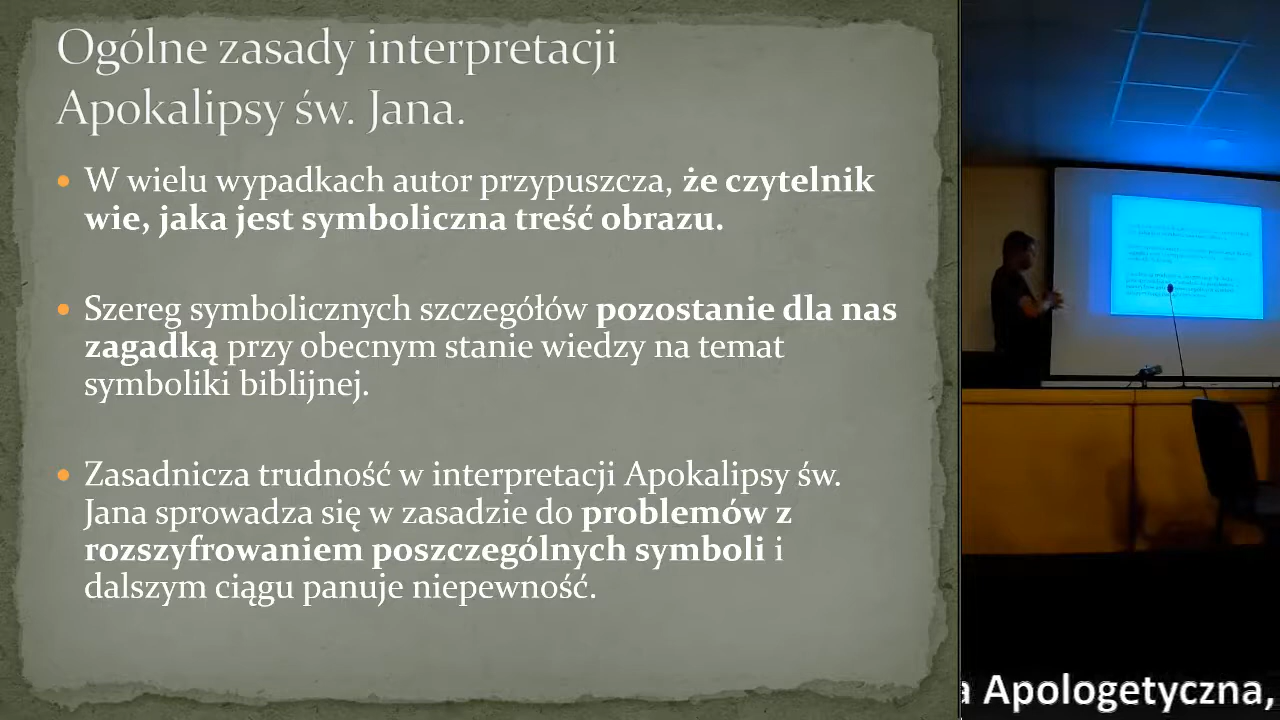 Ogólne zasady interpretacji
Apokalipsy św. Jana.
W wielu wypadkach autor przypuszcza, że czytelnik
wie, jaka jest symboliczna treść obrazu.
Szereg symbolicznych szczegółów pozostanie dla nas
zagadką przy obecnym stanie wiedzy na temat
symboliki biblijnej.
Zasadnicza trudność w interpretacji Apokalipsy św.
Jana sprowadza się w zasadzie do problemów z
rozszyfrowaniem poszczególnych symboli i
dalszym ciągu panuje niepewność.
a Apologetyczna,